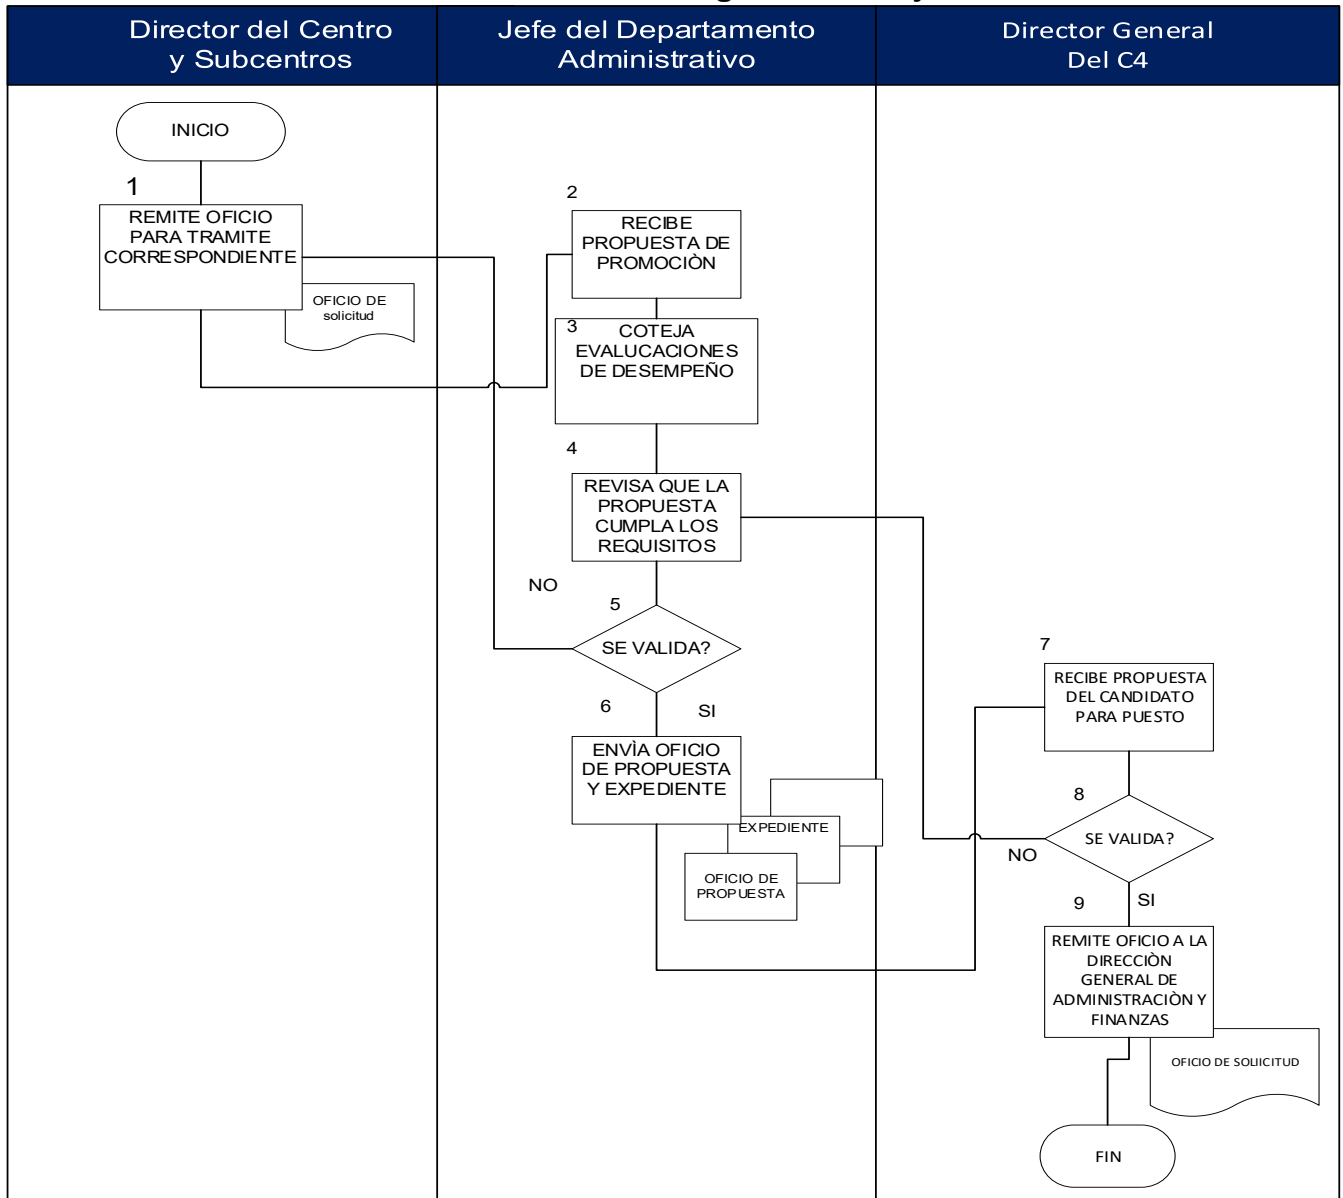 Director del Centro
y Subcentros
Jefe del Departamento
Administrativo
Director General
Del C4
INICIO
1
REMITE OFICIO
PARA TRAMITE
CORRESPONDIENTE
OFICIO DE
solicitud
2
RECIBE
PROPUESTA DE
PROMOCIÒN
3
COTEJA
EVALUCACIONES
DE DESEMPEÑO
4
REVISA QUE LA
PROPUESTA
CUMPLA LOS
REQUISITOS
NO
5
SE VALIDA?
6
SI
ENVÌA OFICIO
DE PROPUESTA
Y EXPEDIENTE
EXPEDIENTE
OFICIO DE
PROPUESTA
7
RECIBE PROPUESTA
DEL CANDIDATO
PARA PUESTO
8
SE VALIDA?
NO
SI
9
REMITE OFICIO A LA
DIRECCIÒN
GENERAL DE
ADMINISTRACIÒN Y
FINANZAS
OFICIO DE SOLIICITUD
FIN